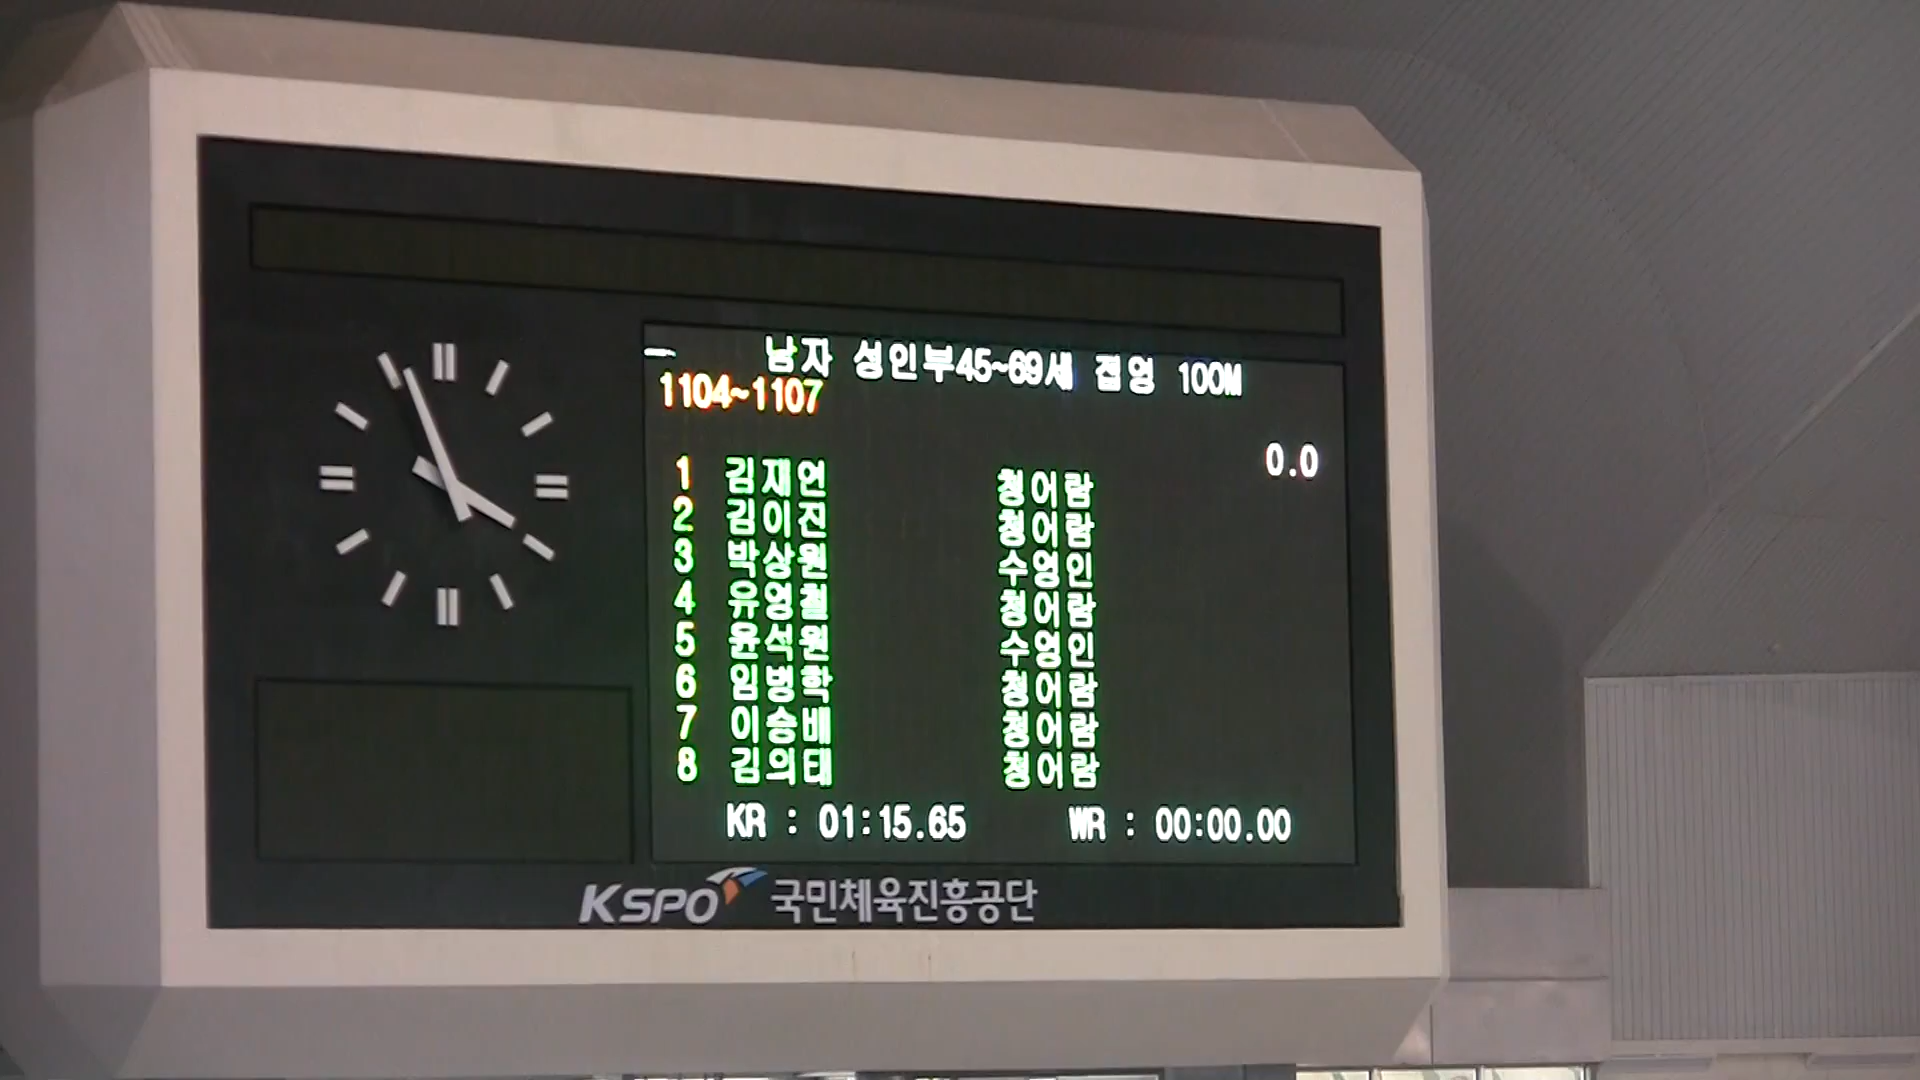 남자 성인부45~69세 접영 100M
1104~1107
0.0
1 김재언 청어람
2 김이진 청어람
3 박상원 수영인
4 유영철 청어람
5 윤석원 수영인
6 임병학 청어람
7 이승배 청어람
8 김의태 청어람
KR : 01:15.65 WR : 00:00.00
KSPO 국민체육진흥공단